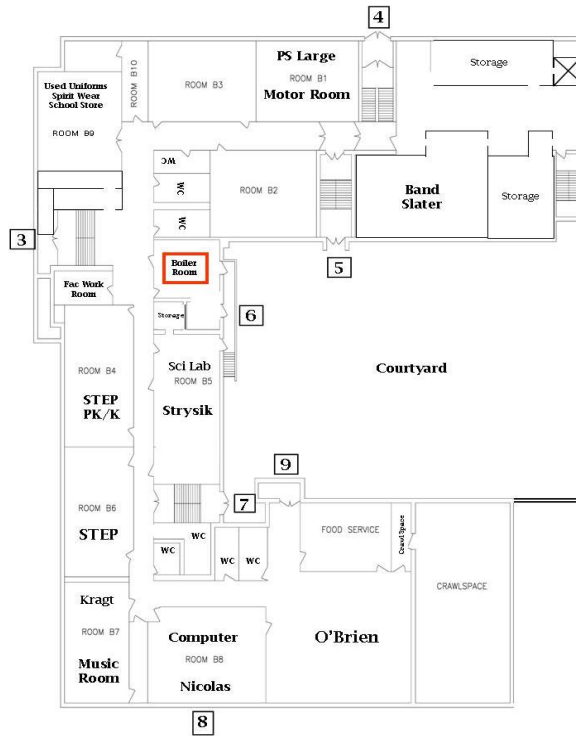 4
PS Large
ROOM B1
Motor Room
Storage
ROOM B10
ROOM B3
Used Uniforms
Spirit Wear
School Store
ROOM B9
WC
WC
WC
ROOM B2
Band
Slater
Storage
3
5
Boiler
Room
Fac Work
Room
Storage
6
ROOM B4
STEP
PK/K
Sci Lab
ROOM B5
Strysik
Courtyard
9
7
ROOM B6
STEP
WC
WC
WC
WC
FOOD SERVICE
CrawlSpace
CRAWLSPACE
Kragt
ROOM B7
Music
Room
Computer
ROOM B8
Nicolas
O'Brien
8